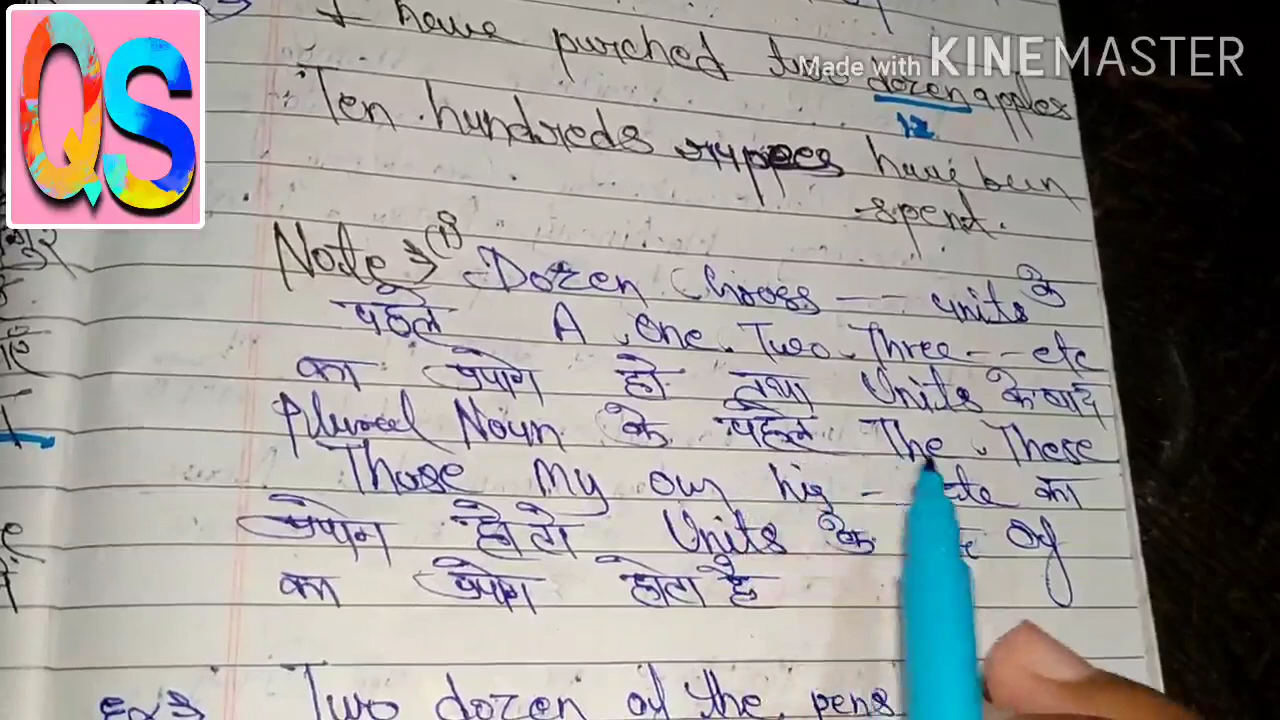 QS
Made with KINEMASTER
I have purched two dozen apples
12
Ten hundreds rupees have been
spent.
Note → (i) Dozen Gross -- units के
पहले A, One, Two, Three -- etc
का प्रयोग हो तथा Units के बाद
Plural Noun के पहले The, These
Those My our his - etc का
प्रयोग हो तो Units के of
का प्रयोग होता है
Ex → Two dozen of the pens